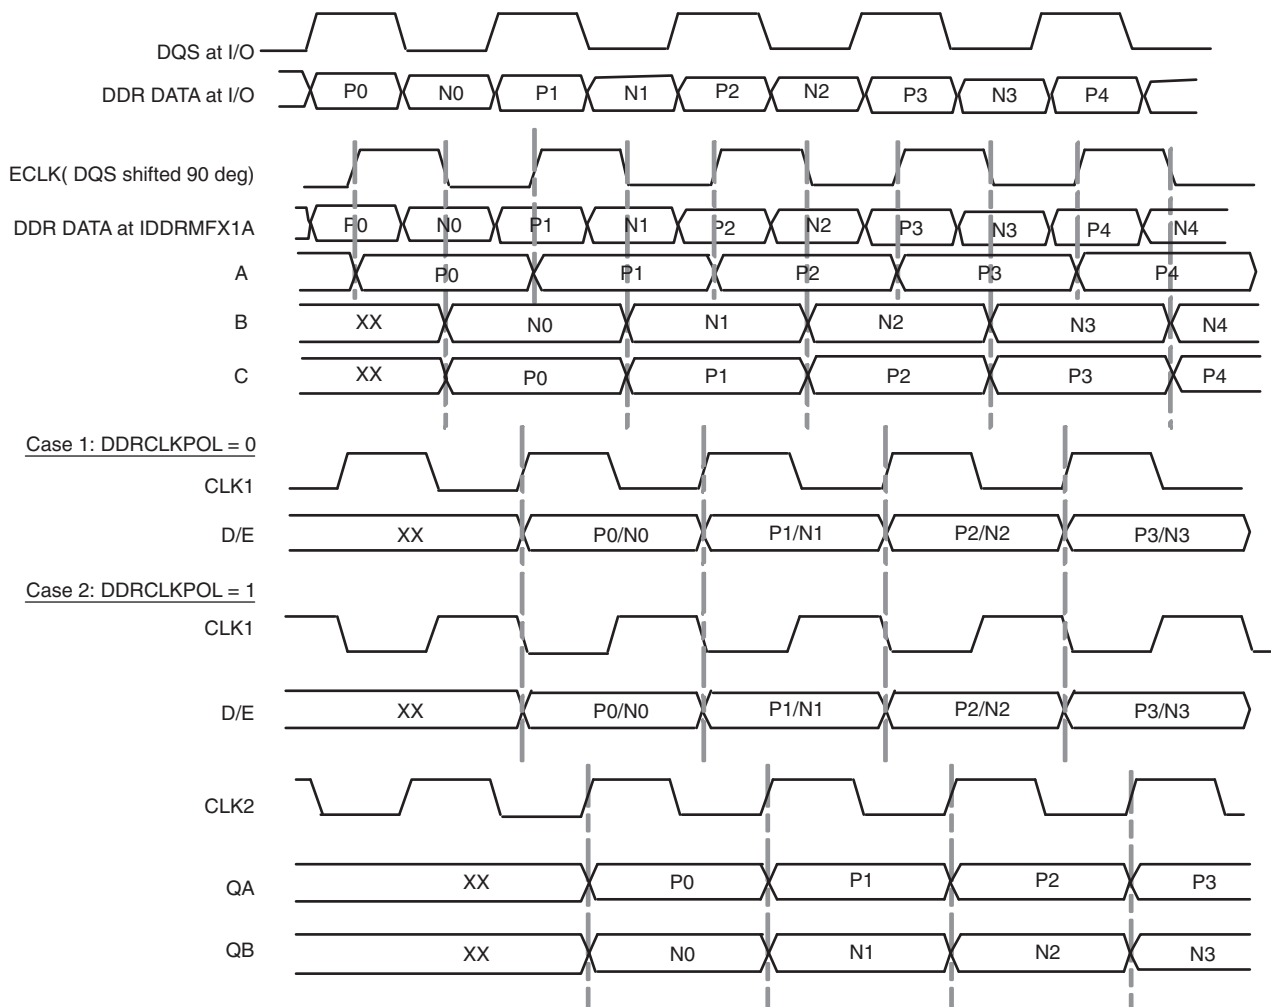 DQS at I/O
DDR DATA at I/O P0 N0 P1 N1 P2 N2 P3 N3 P4
ECLK( DQS shifted 90 deg)
DDR DATA at IDDRMFX1A P0 N0 P1 N1 P2 N2 P3 N3 P4 N4
A P0 P1 P2 P3 P4
B XX N0 N1 N2 N3 N4
C XX P0 P1 P2 P3 P4
Case 1: DDRCLKPOL = 0
CLK1
D/E XX P0/N0 P1/N1 P2/N2 P3/N3
Case 2: DDRCLKPOL = 1
CLK1
D/E XX P0/N0 P1/N1 P2/N2 P3/N3
CLK2
QA XX P0 P1 P2 P3
QB XX N0 N1 N2 N3